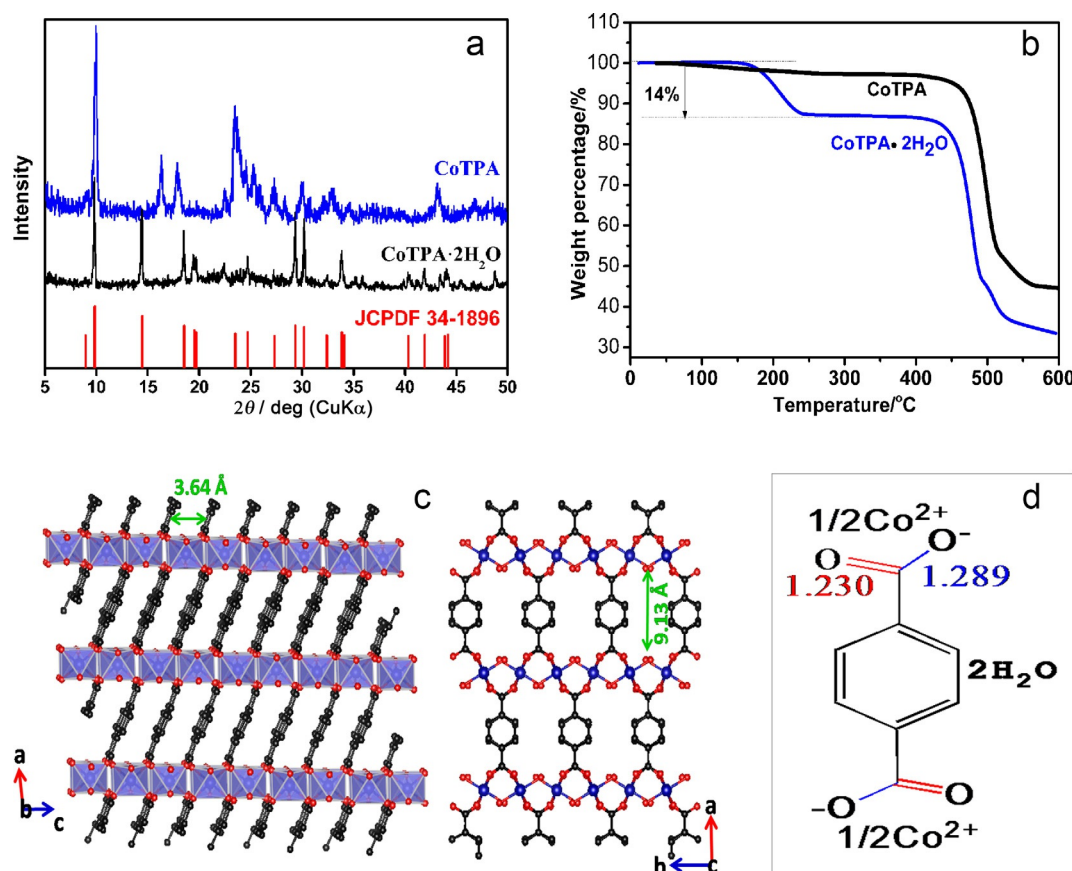 a
CoTPA
CoTPA·2H₂O
JCPDF 34-1896
Intensity
5 10 15 20 25 30 35 40 45 50
2θ / deg (CuKα)
b
14%
CoTPA
CoTPA•2H₂O
Weight percentage/%
110
100
90
80
70
60
50
40
30
0 100 200 300 400 500 600
Temperature/°C
c
3.64 Å
9.13 Å
a
b
c
a
b
c
d
1/2Co²⁺
O O⁻
1.230 1.289
2H₂O
⁻O O
1/2Co²⁺